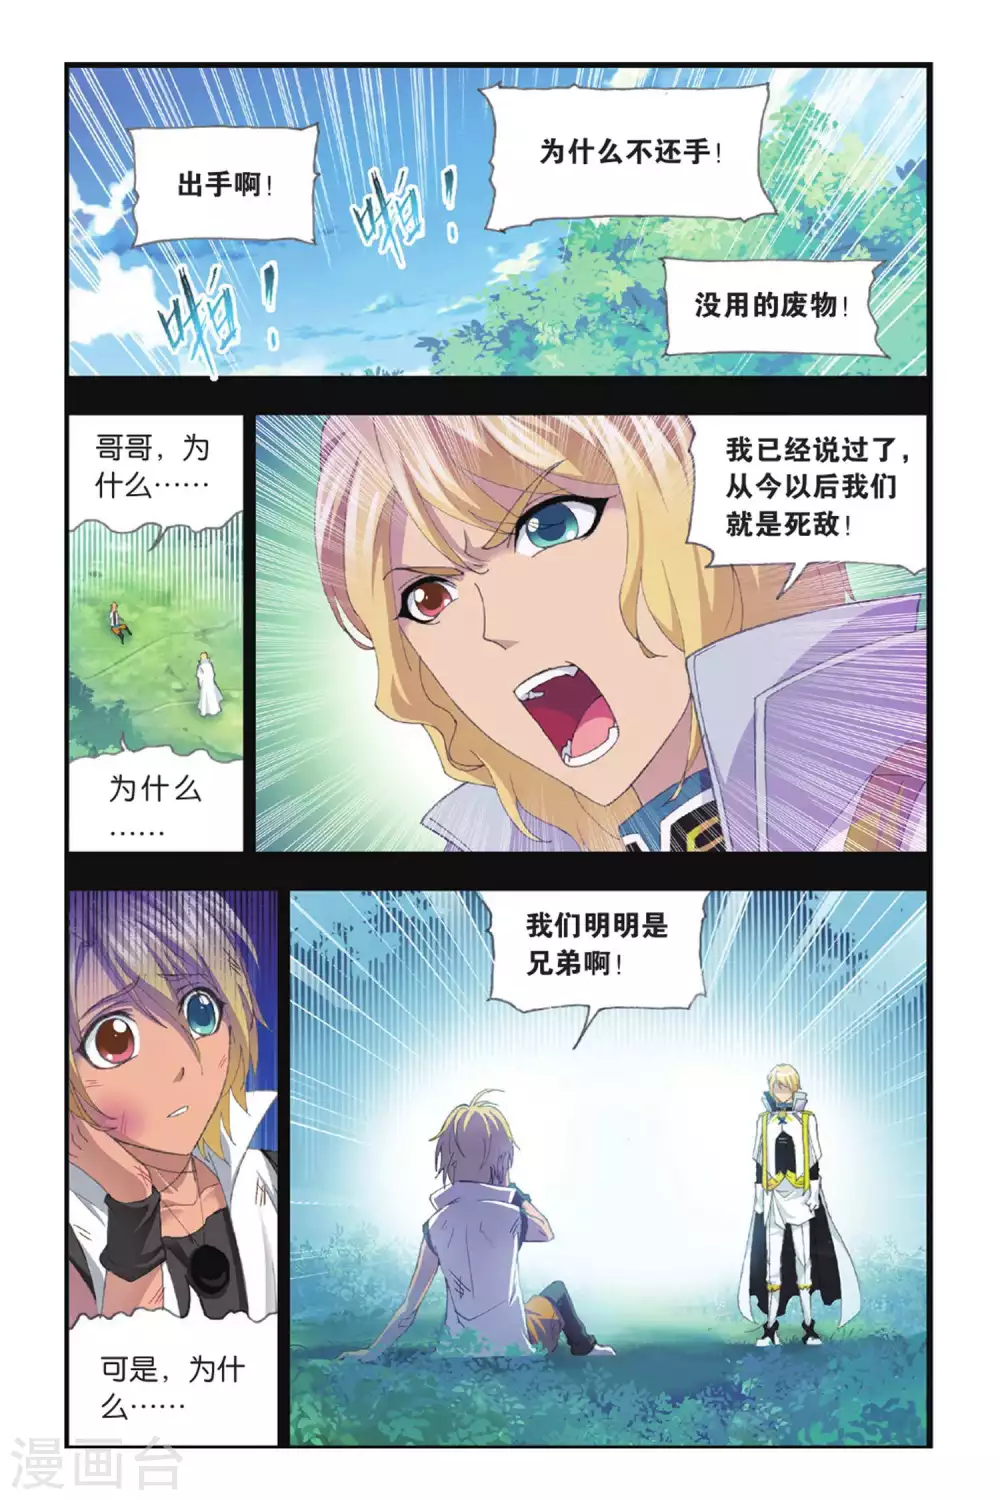 出手啊！
啪！
啪！
为什么不还手！
没用的废物！
哥哥，为
什么……
为什么
……
我已经说过了，
从今以后我们
就是死敌！
可是，为什
么……
我们明明是
兄弟啊！
漫画台